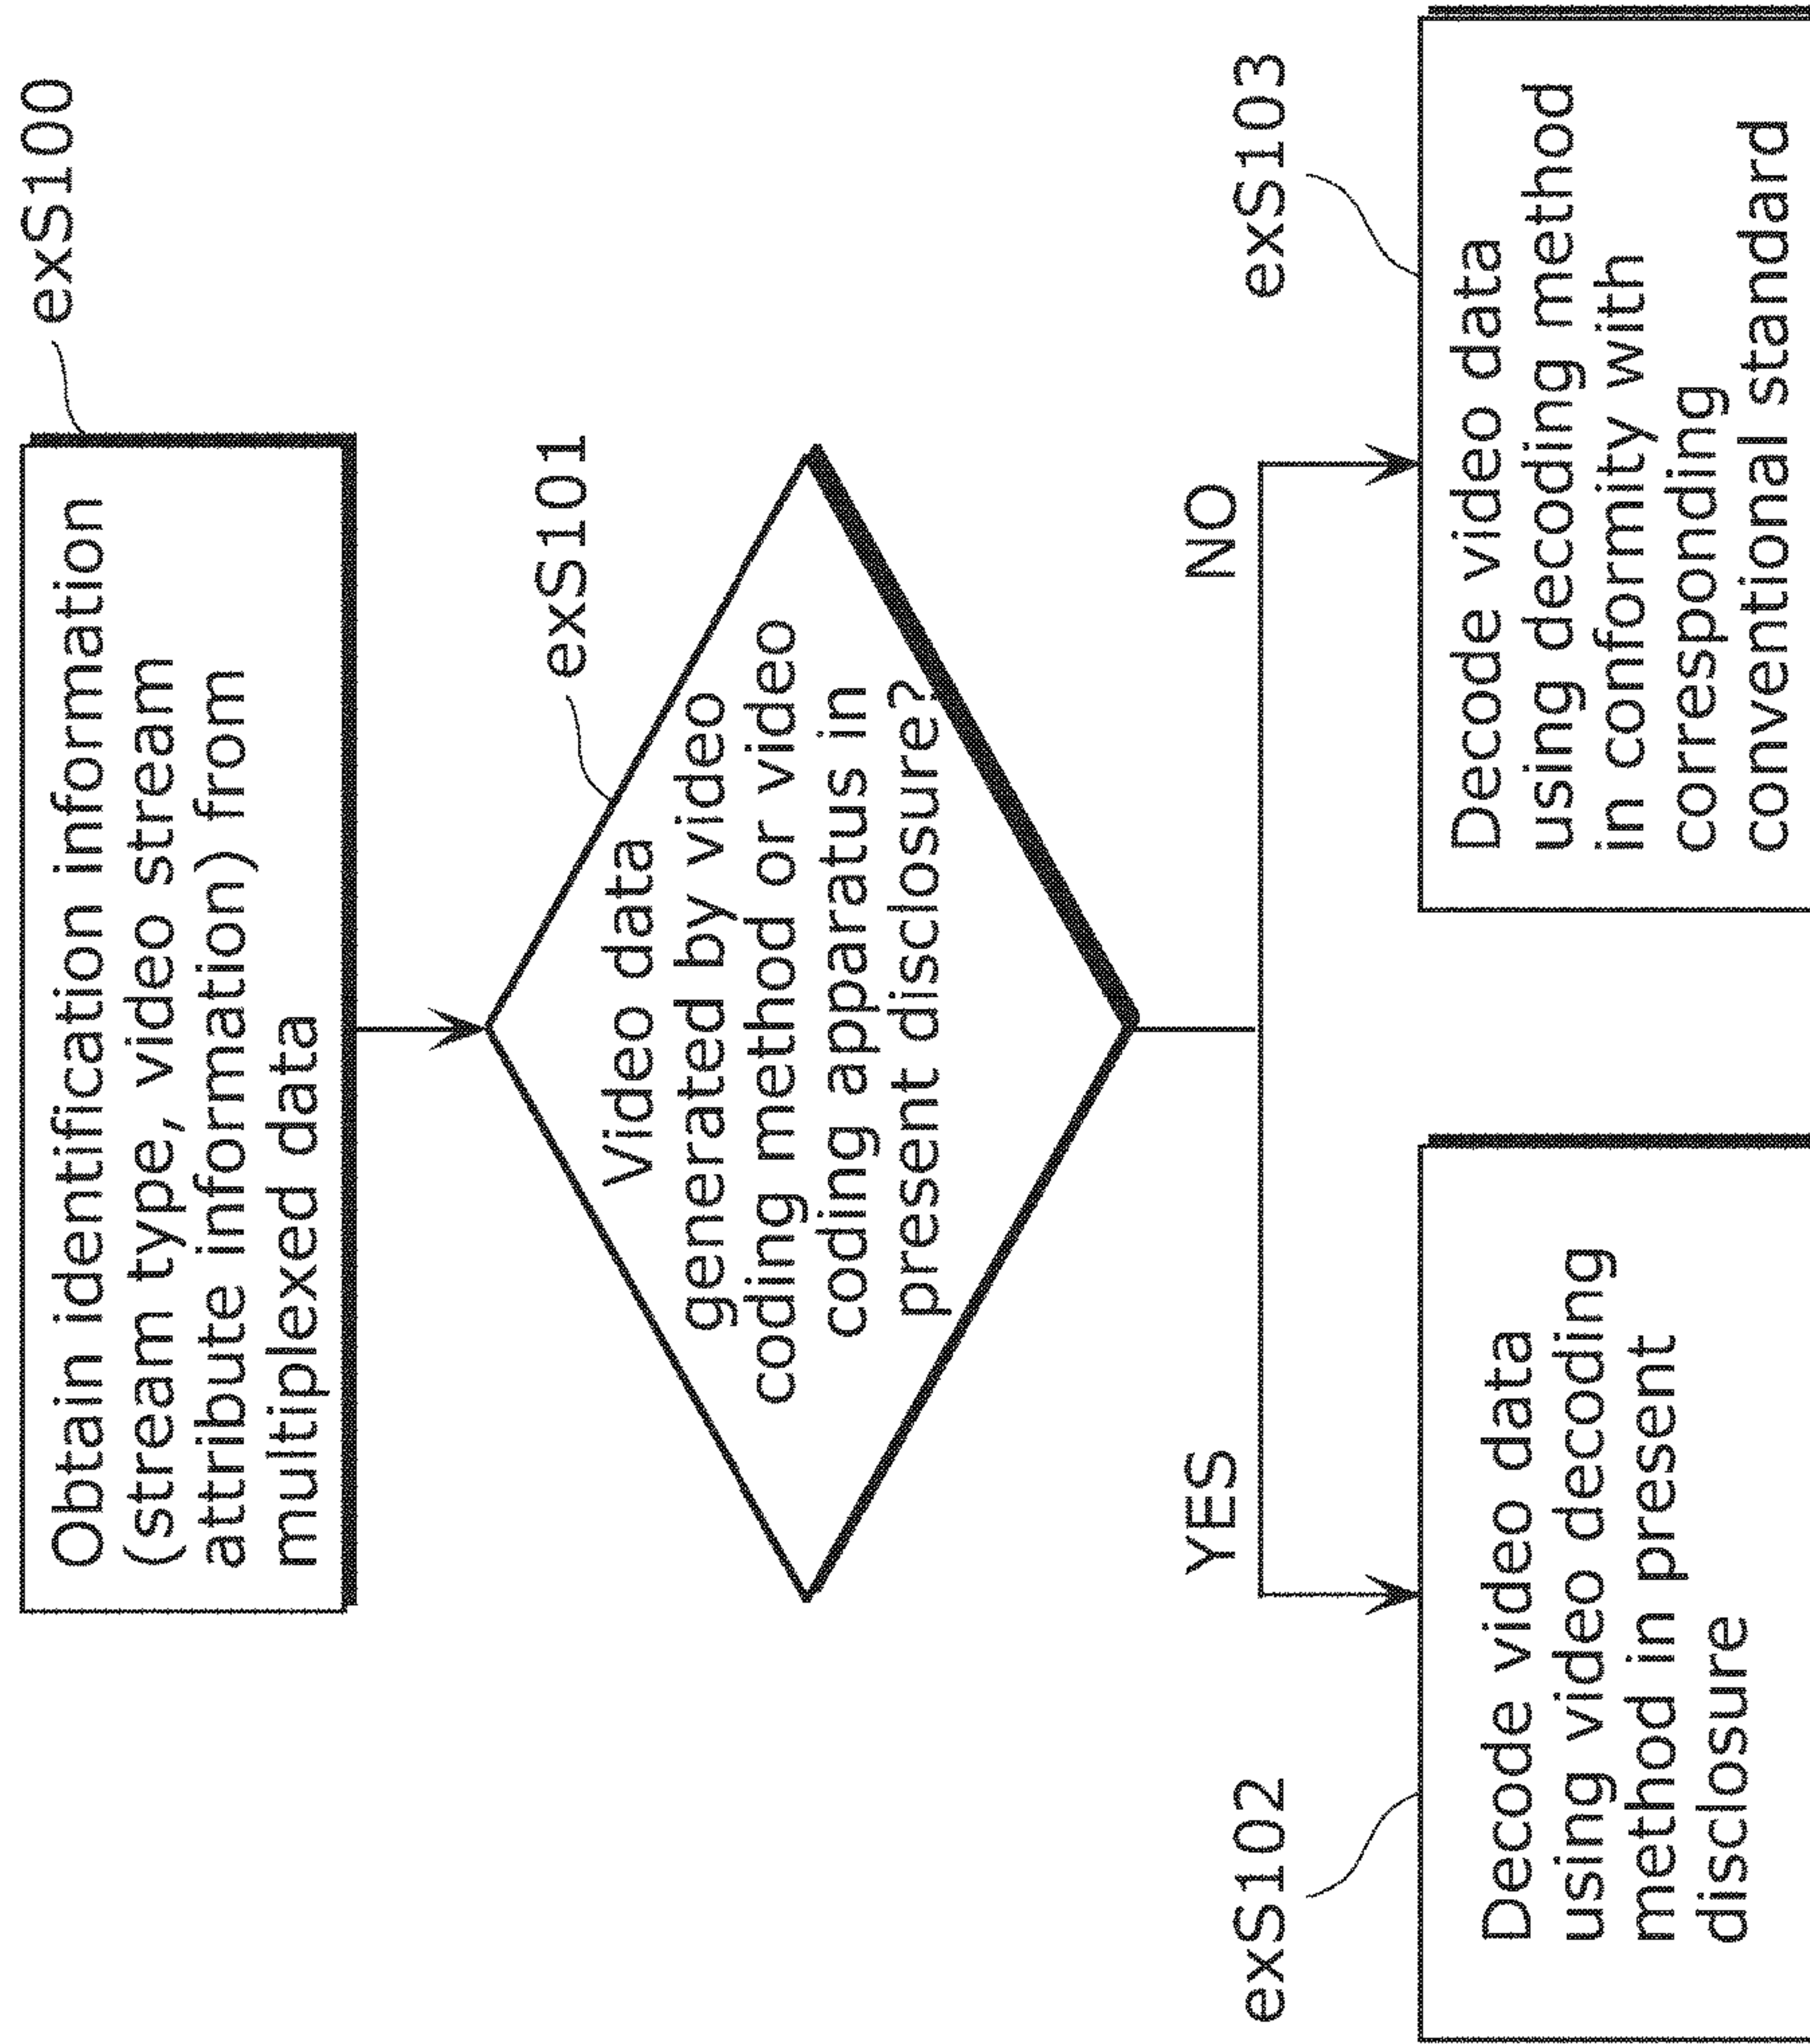 exS100
Obtain identification information
(stream type, video stream
attribute information) from
multiplexed data
exS101
Video data
generated by video
coding method or video
coding apparatus in
present disclosure?
YES
NO
exS102
Decode video data
using video decoding
method in present
disclosure
exS103
Decode video data
using decoding method
in conformity with
corresponding
conventional standard